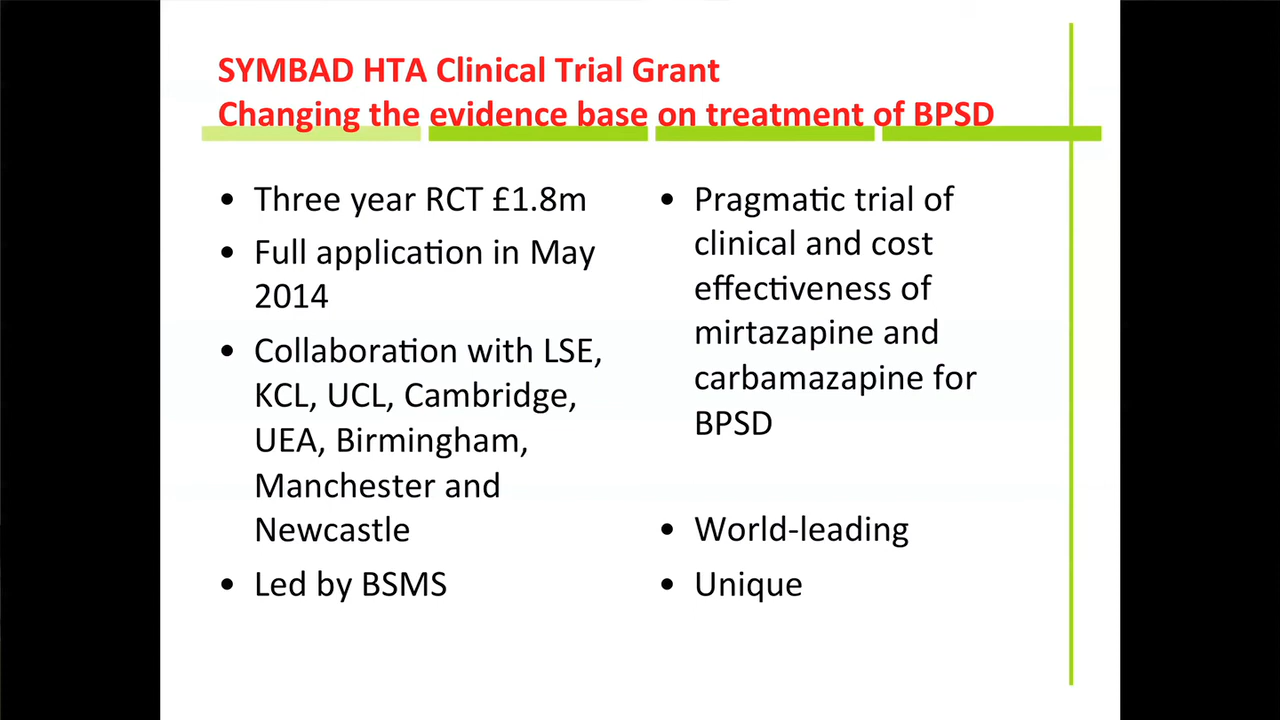 SYMBAD HTA Clinical Trial Grant
Changing the evidence base on treatment of BPSD
• Three year RCT £1.8m
• Full application in May
2014
• Collaboration with LSE,
KCL, UCL, Cambridge,
UEA, Birmingham,
Manchester and
Newcastle
• Led by BSMS
• Pragmatic trial of
clinical and cost
effectiveness of
mirtazapine and
carbamazapine for
BPSD
• World-leading
• Unique